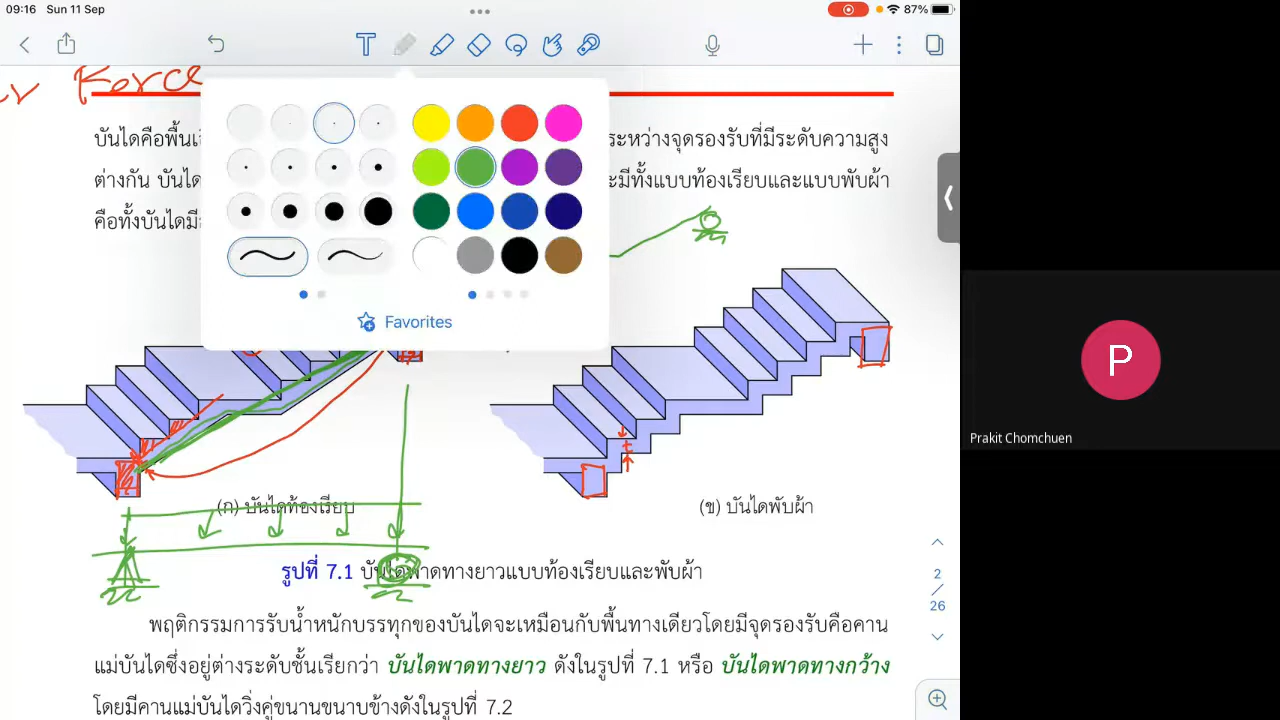 09:16 Sun 11 Sep
87%
T
Force
บันไดคือพื้นเ
ระหว่างจุดรองรับที่มีระดับความสูง
ต่างกัน บันได
ะมีทั้งแบบท้องเรียบและแบบพับผ้า
คือทั้งบันไดมี
Favorites
t
(ก) บันไดท้องเรียบ
(ข) บันไดพับผ้า
รูปที่ 7.1 บันไดพาดทางยาวแบบท้องเรียบและพับผ้า
2
26
พฤติกรรมการรับน้ำหนักบรรทุกของบันไดจะเหมือนกับพื้นทางเดียวโดยมีจุดรองรับคือคาน
แม่บันไดซึ่งอยู่ต่างระดับชั้นเรียกว่า บันไดพาดทางยาว ดังในรูปที่ 7.1 หรือ บันไดพาดทางกว้าง
โดยมีคานแม่บันไดวิ่งคู่ขนานขนาบข้างดังในรูปที่ 7.2
P
Prakit Chomchuen